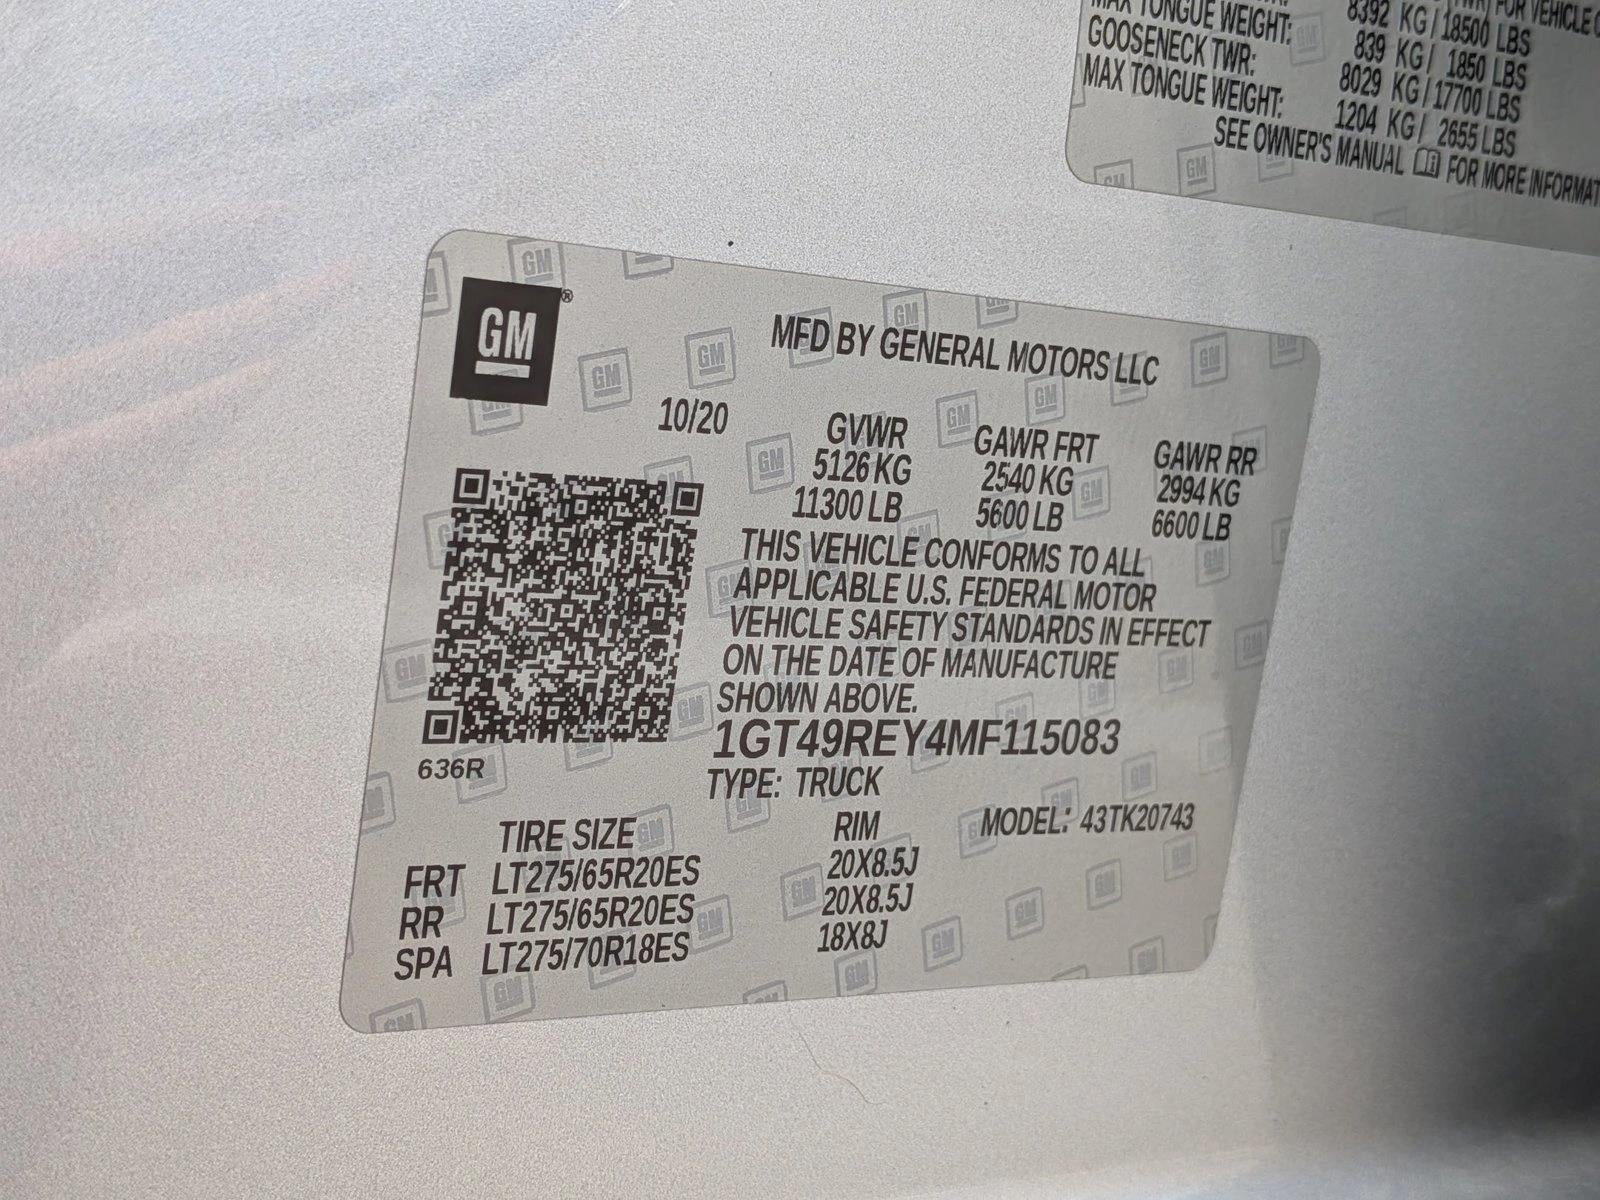 MAX TONGUE WEIGHT: 8392 KG/18500 LBS
GOOSENECK TWR: 839 KG/ 1850 LBS
MAX TONGUE WEIGHT: 8029 KG/17700 LBS
1204 KG/ 2655 LBS
SEE OWNER'S MANUAL FOR MORE
GM®
MFD BY GENERAL MOTORS LLC
10/20
GVWR GAWR FRT GAWR RR
5126 KG 2540 KG 2994 KG
11300 LB 5600 LB 6600 LB
THIS VEHICLE CONFORMS TO ALL
APPLICABLE U.S. FEDERAL MOTOR
VEHICLE SAFETY STANDARDS IN EFFECT
ON THE DATE OF MANUFACTURE
SHOWN ABOVE.
1GT49REY4MF115083
636R
TYPE: TRUCK
TIRE SIZE RIM MODEL: 43TK20743
FRT LT275/65R20ES 20X8.5J
RR LT275/65R20ES 20X8.5J
SPA LT275/70R18ES 18X8J